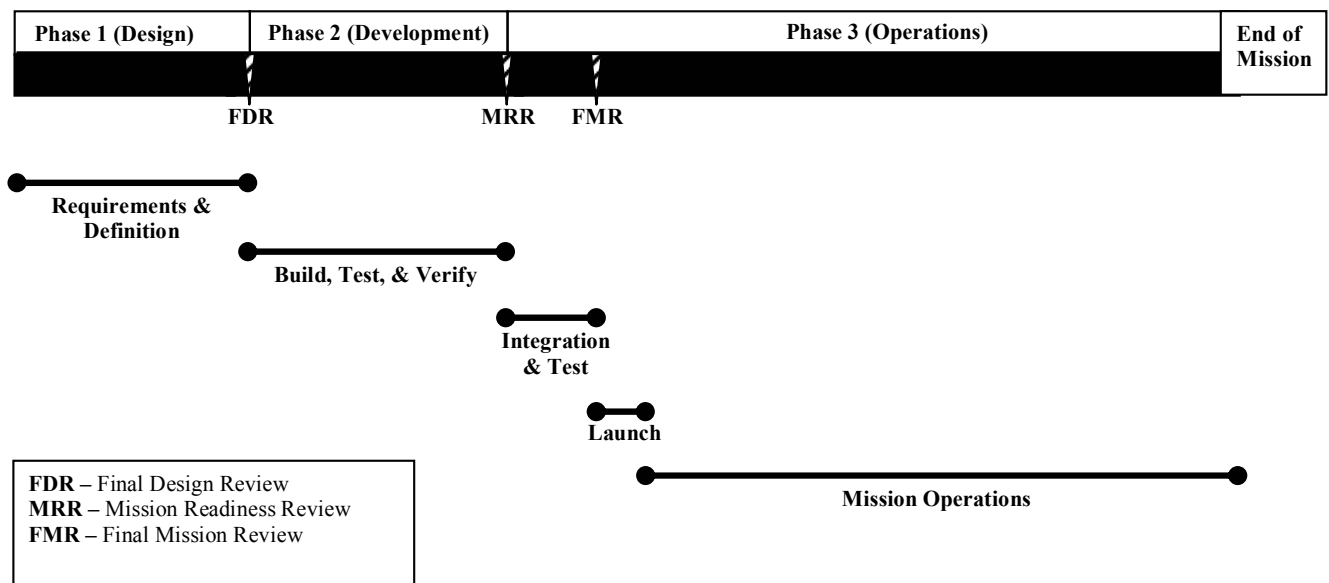 Phase 1 (Design)
Phase 2 (Development)
Phase 3 (Operations)
End of
Mission
FDR
MRR
FMR
Requirements &
Definition
Build, Test, & Verify
Integration
& Test
Launch
Mission Operations
FDR – Final Design Review
MRR – Mission Readiness Review
FMR – Final Mission Review